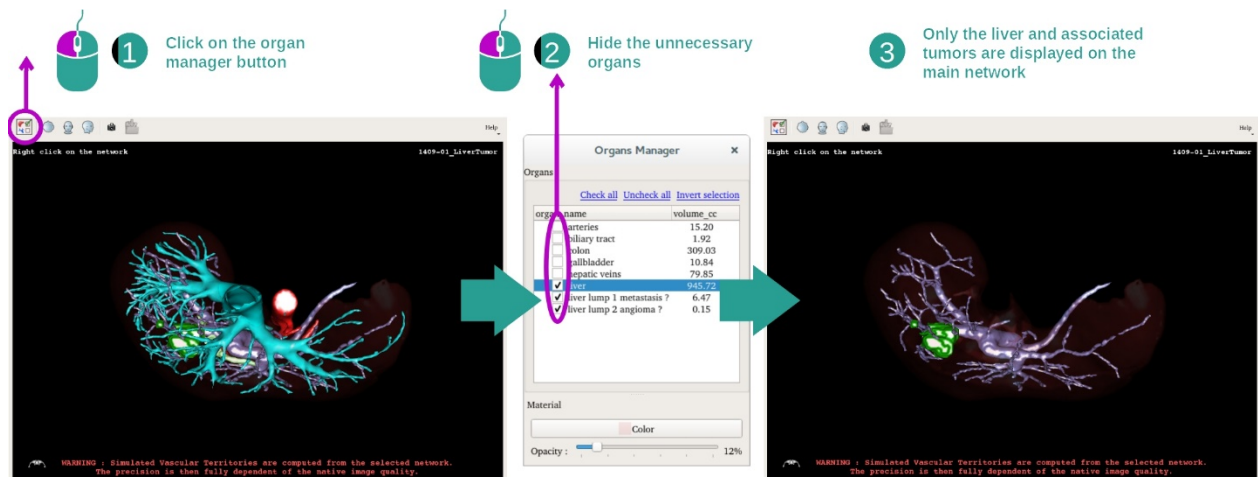 1
Click on the organ
manager button
2
Hide the unnecessary
organs
3
Only the liver and associated
tumors are displayed on the
main network
Help
Right click on the network
1409-01_LiverTumor
WARNING : Simulated Vascular Territories are computed from the selected network.
The precision is then fully dependent of the native image quality.
Organs Manager
Organs
Check all Uncheck all Invert selection
name volume_cc
arteries 15.20
biliary tract 1.92
colon 309.03
gallbladder 10.84
hepatic veins 79.85
liver 945.72
liver lump 1 metastasis ? 6.47
liver lump 2 angioma ? 0.15
Material
Color
Opacity : 12%
Help
Right click on the network
1409-01_LiverTumor
WARNING : Simulated Vascular Territories are computed from the selected network.
The precision is then fully dependent of the native image quality.